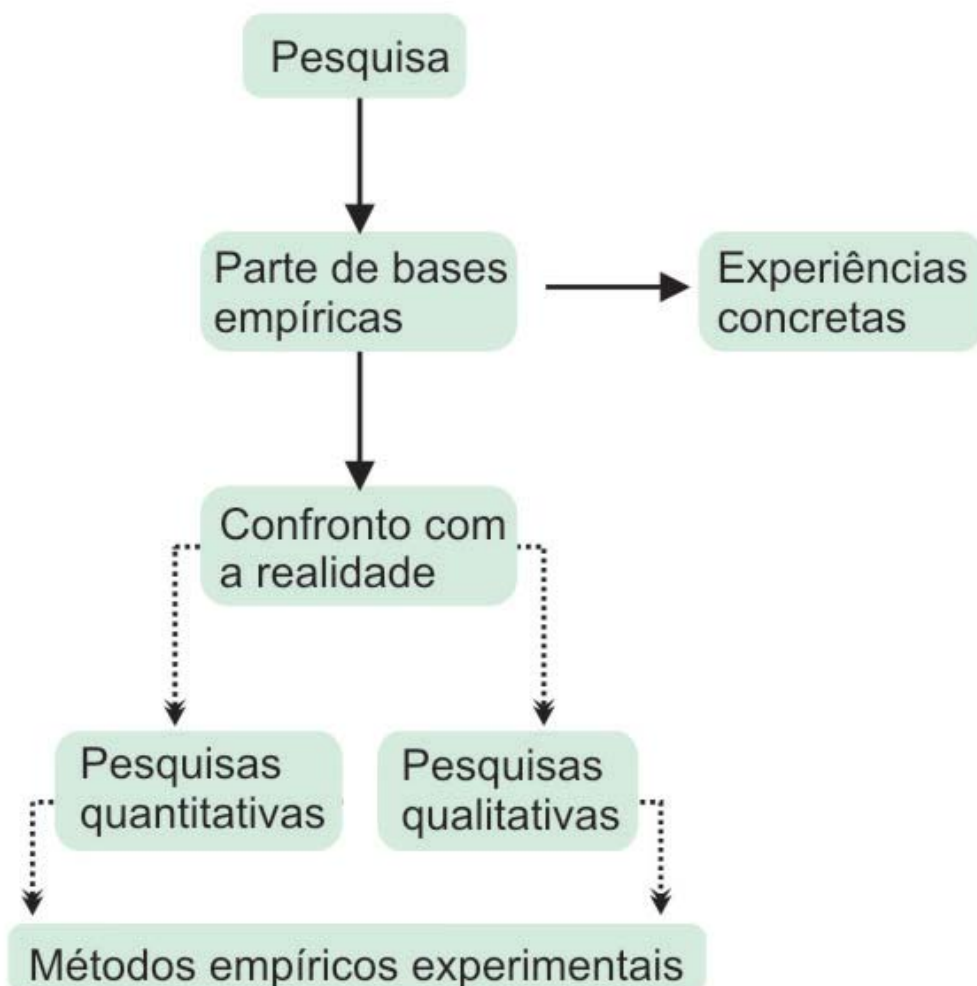 Pesquisa
Parte de bases
empíricas
Experiências
concretas
Confronto com
a realidade
Pesquisas
quantitativas
Pesquisas
qualitativas
Métodos empíricos experimentais